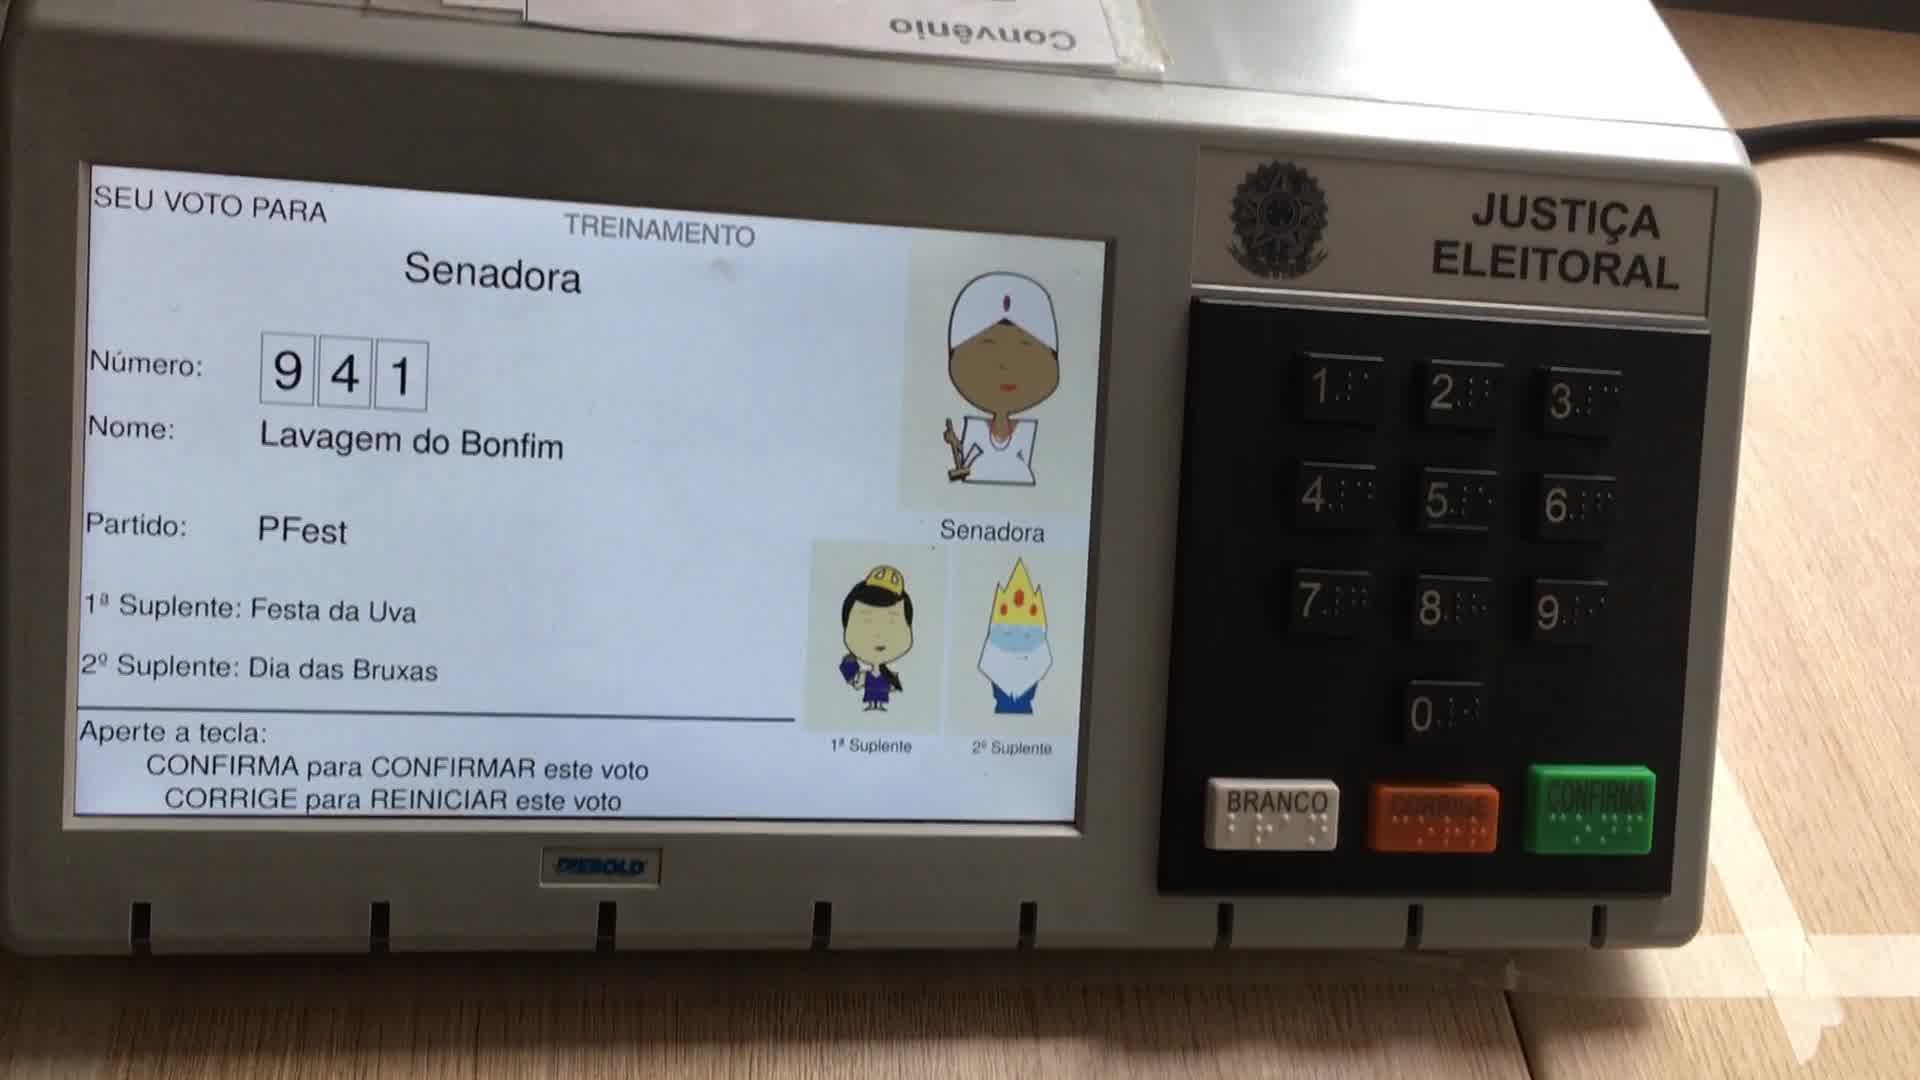 Convênio
SEU VOTO PARA
TREINAMENTO
Senadora
Número: 9 4 1
Nome: Lavagem do Bonfim
Partido: PFest
1ª Suplente: Festa da Uva
2º Suplente: Dia das Bruxas
Aperte a tecla:
CONFIRMA para CONFIRMAR este voto
CORRIGE para REINICIAR este voto
Senadora
1ª Suplente
2º Suplente
DIEBOLD
JUSTIÇA
ELEITORAL
1 2 3
4 5 6
7 8 9
0
BRANCO CORRIGE CONFIRMA